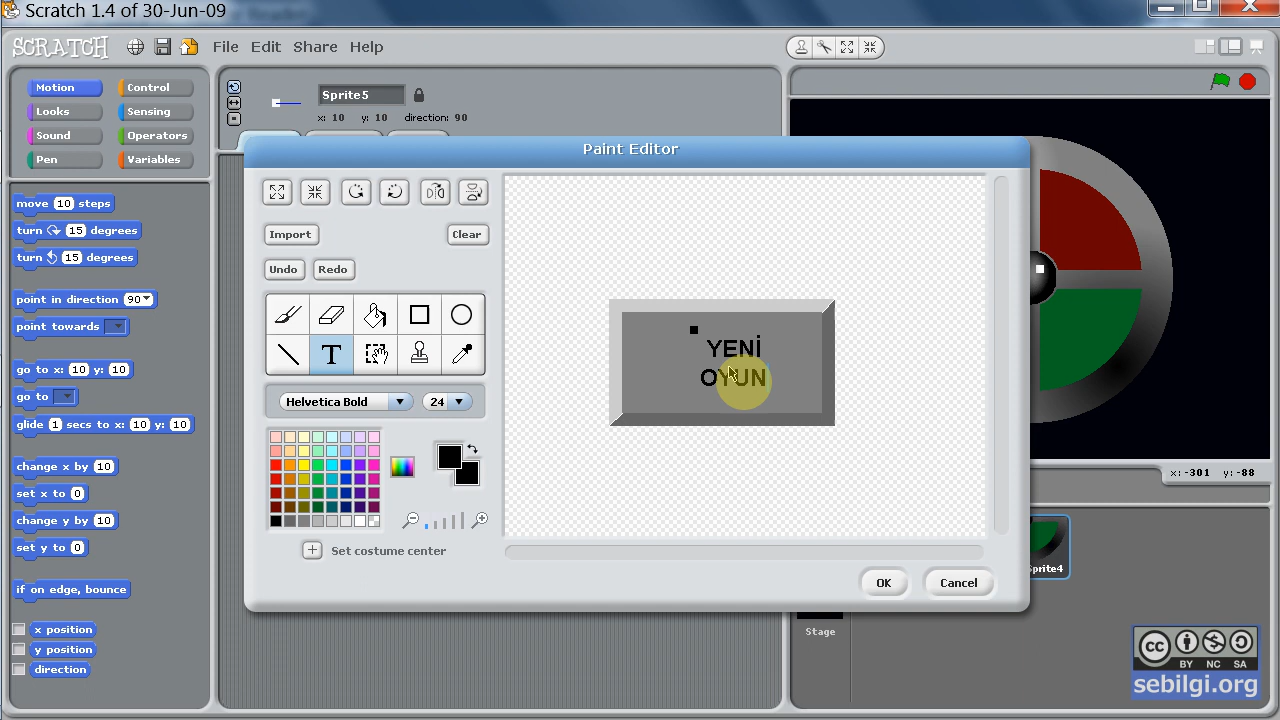 Scratch 1.4 of 30-Jun-09
SCRATCH
File Edit Share Help
Motion
Control
Looks
Sensing
Sound
Operators
Pen
Variables
Sprite5
x: 10 y: 10 direction: 90
move 10 steps
turn 15 degrees
turn 15 degrees
point in direction 90
point towards
go to x: 10 y: 10
go to
glide 1 secs to x: 10 y: 10
change x by 10
set x to 0
change y by 10
set y to 0
if on edge, bounce
x position
y position
direction
Paint Editor
Import
Clear
Undo
Redo
T
Helvetica Bold
24
Set costume center
YENİ
OYUN
OK
Cancel
x: -301 y: -88
Sprite4
Stage
CC
BY NC SA
sebilgi.org